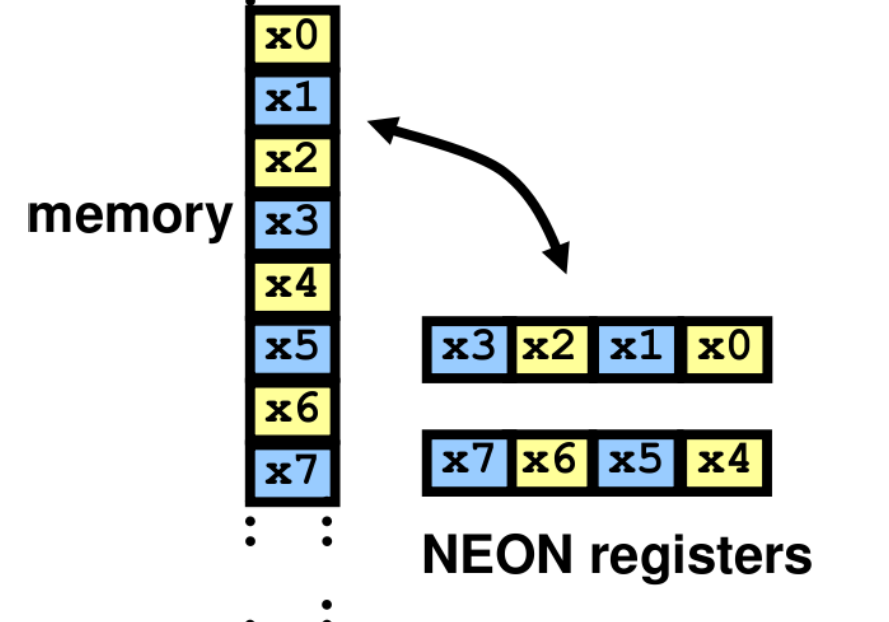 x0
x1
x2
memory
x3
x4
x5
x6
x7
x3 x2 x1 x0
x7 x6 x5 x4
NEON registers